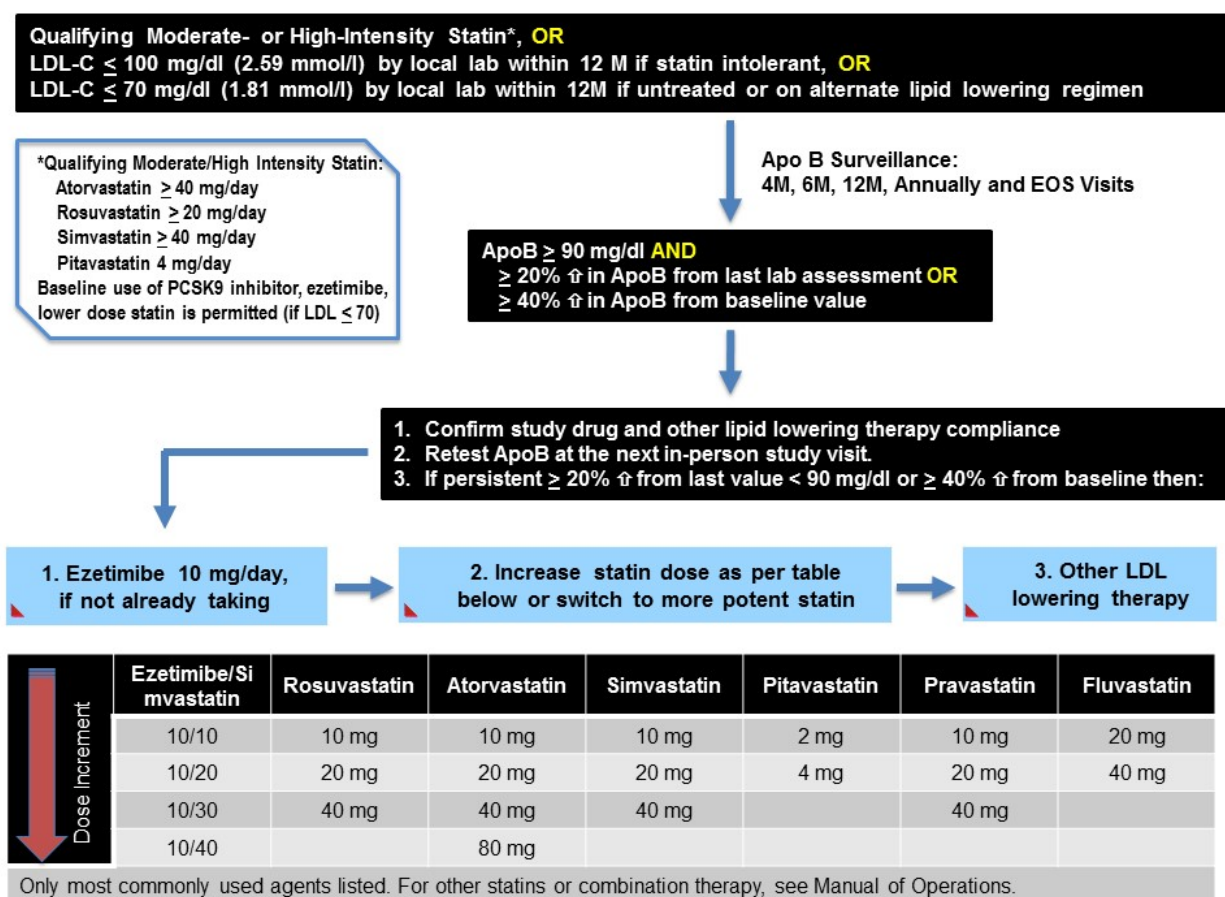 Qualifying Moderate- or High-Intensity Statin*, OR
LDL-C ≤ 100 mg/dl (2.59 mmol/l) by local lab within 12 M if statin intolerant, OR
LDL-C ≤ 70 mg/dl (1.81 mmol/l) by local lab within 12M if untreated or on alternate lipid lowering regimen
*Qualifying Moderate/High Intensity Statin:
Atorvastatin ≥ 40 mg/day
Rosuvastatin ≥ 20 mg/day
Simvastatin ≥ 40 mg/day
Pitavastatin 4 mg/day
Baseline use of PCSK9 inhibitor, ezetimibe,
lower dose statin is permitted (if LDL ≤ 70)
Apo B Surveillance:
4M, 6M, 12M, Annually and EOS Visits
ApoB ≥ 90 mg/dl AND
≥ 20% ⇧ in ApoB from last lab assessment OR
≥ 40% ⇧ in ApoB from baseline value
1. Confirm study drug and other lipid lowering therapy compliance
2. Retest ApoB at the next in-person study visit.
3. If persistent ≥ 20% ⇧ from last value < 90 mg/dl or ≥ 40% ⇧ from baseline then:
1. Ezetimibe 10 mg/day,
if not already taking
2. Increase statin dose as per table
below or switch to more potent statin
3. Other LDL
lowering therapy
Dose Increment
Ezetimibe/Si
mvastatin Rosuvastatin Atorvastatin Simvastatin Pitavastatin Pravastatin Fluvastatin
10/10 10 mg 10 mg 10 mg 2 mg 10 mg 20 mg
10/20 20 mg 20 mg 20 mg 4 mg 20 mg 40 mg
10/30 40 mg 40 mg 40 mg 40 mg
10/40 80 mg
Only most commonly used agents listed. For other statins or combination therapy, see Manual of Operations.